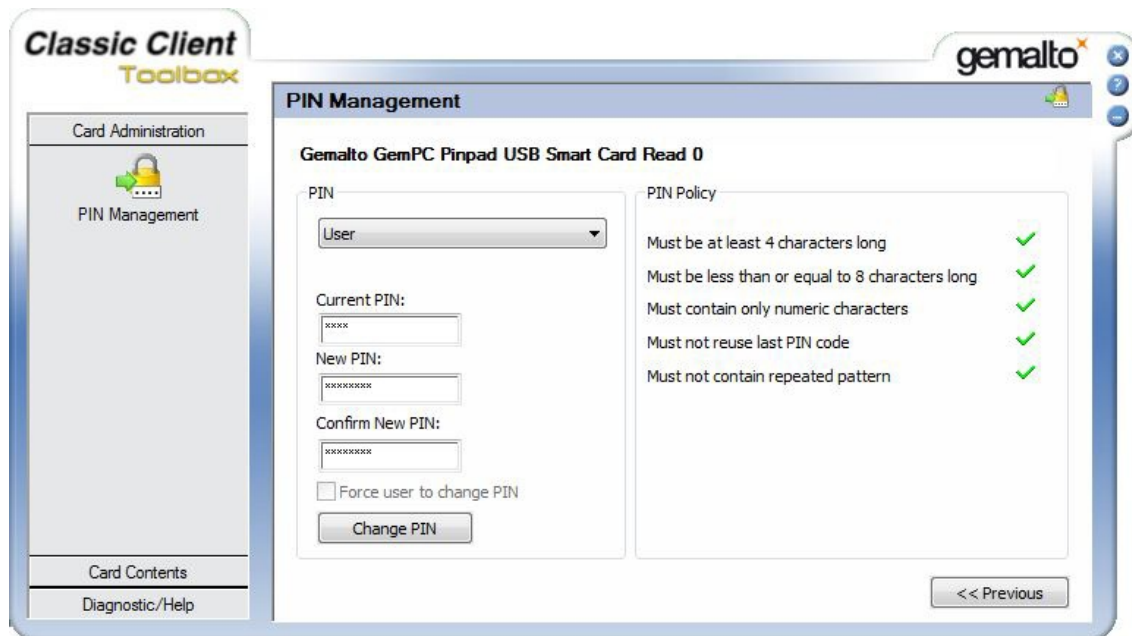 Classic Client
Toolbox
gemalto
PIN Management
Card Administration
PIN Management
Card Contents
Diagnostic/Help
Gemalto GemPC Pinpad USB Smart Card Read 0
PIN
User
Current PIN:
××××
New PIN:
××××××××
Confirm New PIN:
××××××××
Force user to change PIN
Change PIN
PIN Policy
Must be at least 4 characters long
Must be less than or equal to 8 characters long
Must contain only numeric characters
Must not reuse last PIN code
Must not contain repeated pattern
<< Previous